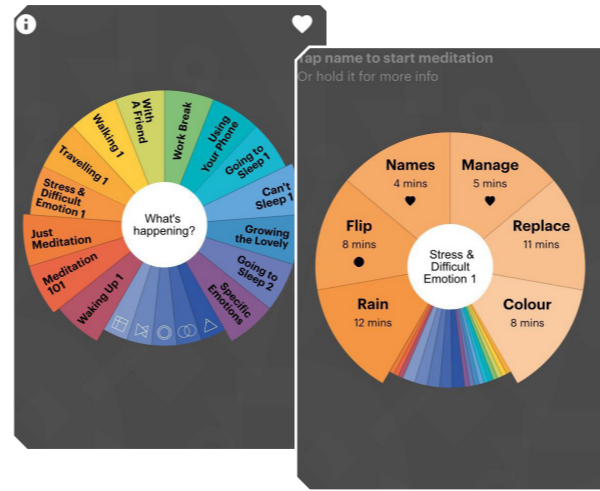 With
A Friend
Work Break
Using
Your Phone
Going to
Sleep 1
Can't
Sleep 1
Growing
the Lovely
Going to
Sleep 2
Specific
Emotions
Waking Up 1
Meditation
101
Just
Meditation
Stress &
Difficult
Emotion 1
Travelling 1
Walking 1
What's
happening?
Tap name to start meditation
Or hold it for more info
Names
4 mins
Manage
5 mins
Flip
8 mins
Replace
11 mins
Stress &
Difficult
Emotion 1
Rain
12 mins
Colour
8 mins